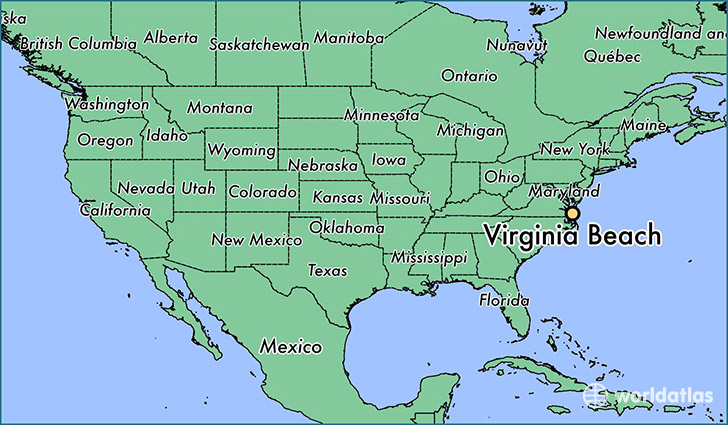 ska
British Columbia
Alberta
Saskatchewan
Manitoba
Nunavut
Newfoundland and
Québec
Ontario
Washington
Montana
Minnesota
Michigan
Maine
Oregon
Idaho
Wyoming
Nebraska
Iowa
New York
Ohio
Maryland
Nevada
Utah
Colorado
Kansas
Missouri
California
New Mexico
Oklahoma
Virginia Beach
Texas
Mississippi
Florida
Mexico
worldatlas